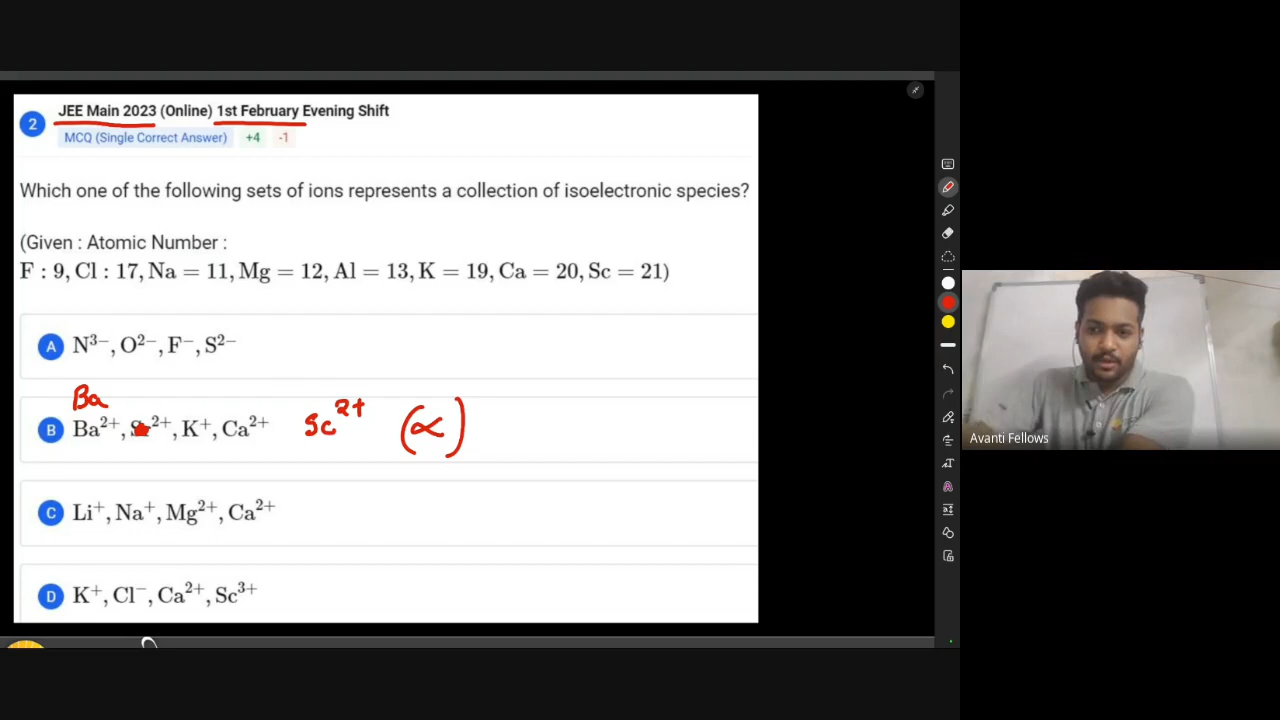 2
JEE Main 2023 (Online) 1st February Evening Shift
MCQ (Single Correct Answer) +4 -1
Which one of the following sets of ions represents a collection of isoelectronic species?
(Given : Atomic Number :
F : 9, Cl : 17, Na = 11, Mg = 12, Al = 13, K = 19, Ca = 20, Sc = 21)
A N³⁻, O²⁻, F⁻, S²⁻
Ba
B Ba²⁺, Sr²⁺, K⁺, Ca²⁺ Sc²⁺ (∝)
C Li⁺, Na⁺, Mg²⁺, Ca²⁺
D K⁺, Cl⁻, Ca²⁺, Sc³⁺
Avanti Fellows